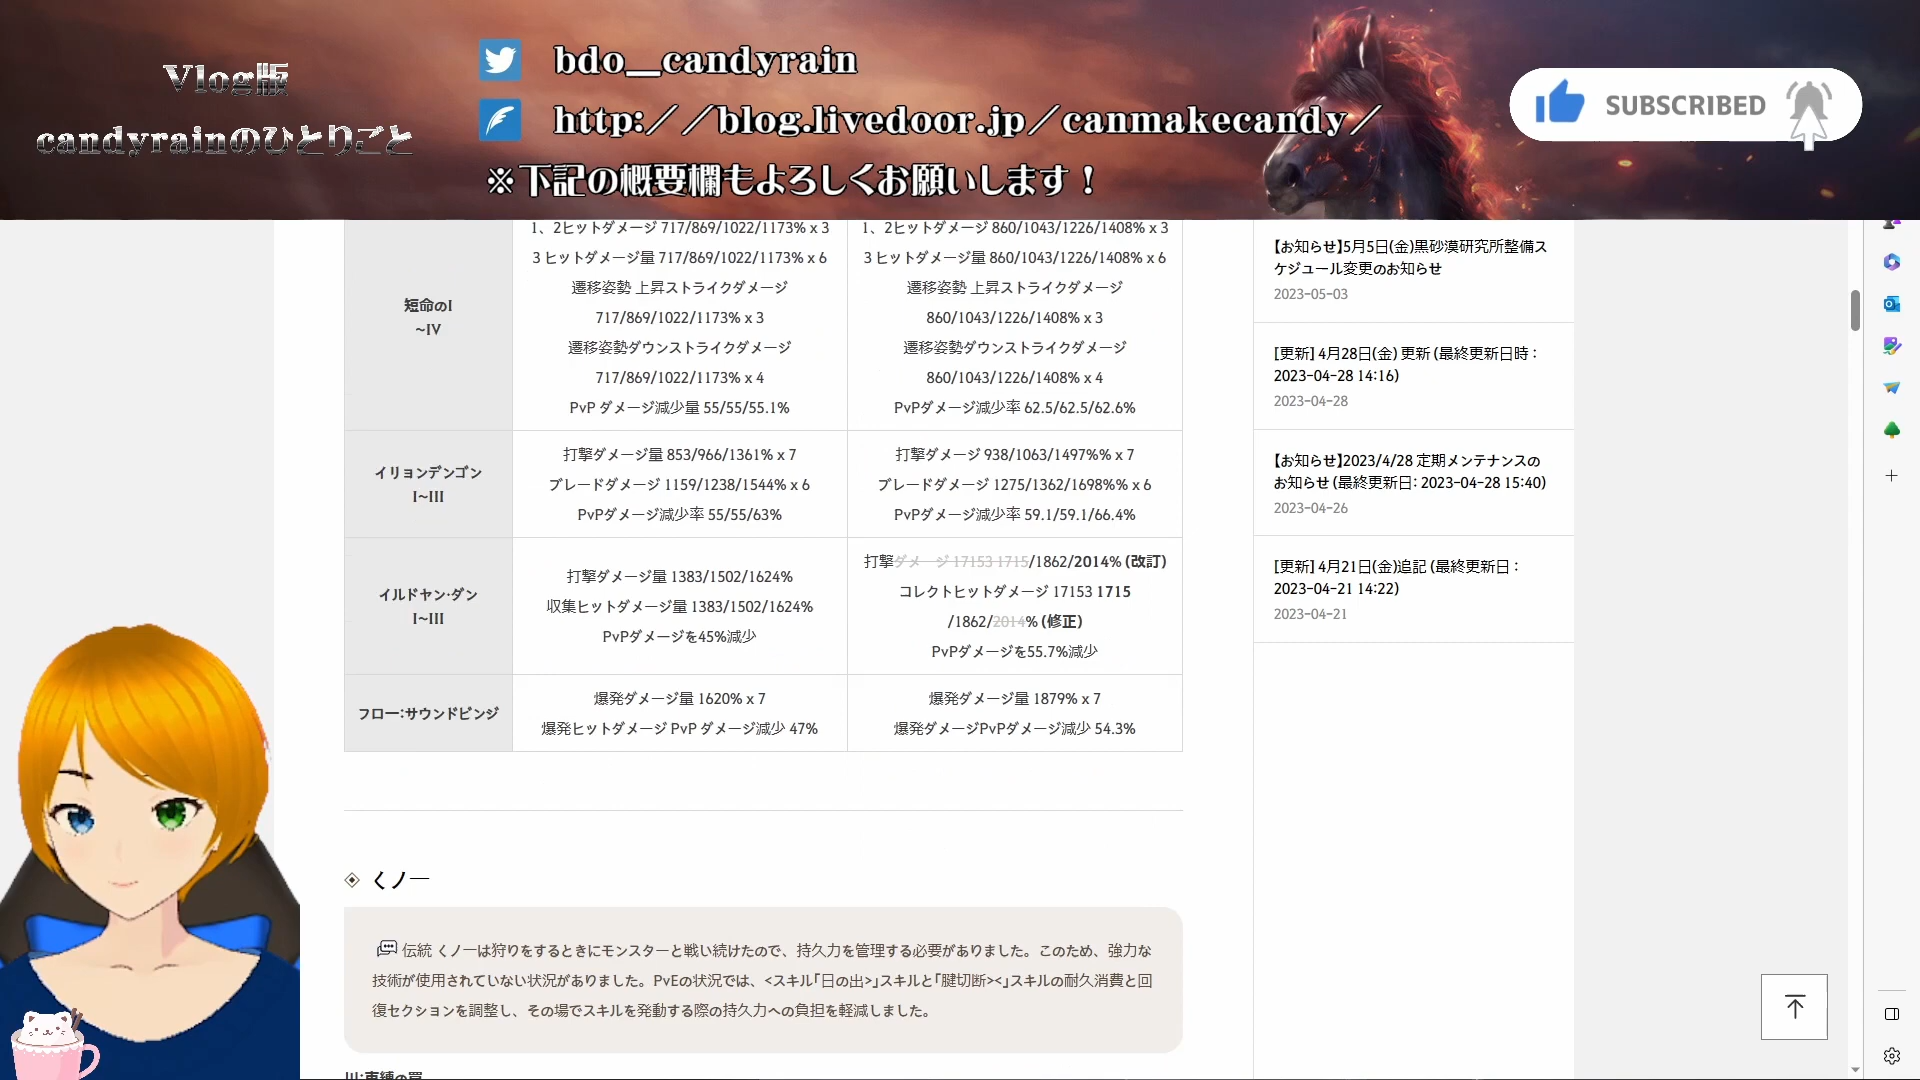 Vlog版
candyrainのひとりごと
bdo__candyrain
http://blog.livedoor.jp/canmakecandy/
※下記の概要欄もよろしくお願いします！
SUBSCRIBED
短命のI
~IV
1、2ヒットダメージ 717/869/1022/1173% x 3
3 ヒットダメージ量 717/869/1022/1173% x 6
遷移姿勢 上昇ストライクダメージ
717/869/1022/1173% x 3
遷移姿勢ダウンストライクダメージ
717/869/1022/1173% x 4
PvP ダメージ減少量 55/55/55.1%
1、2ヒットダメージ 860/1043/1226/1408% x 3
3 ヒットダメージ量 860/1043/1226/1408% x 6
遷移姿勢 上昇ストライクダメージ
860/1043/1226/1408% x 3
遷移姿勢ダウンストライクダメージ
860/1043/1226/1408% x 4
PvPダメージ減少率 62.5/62.5/62.6%
イリョンデンゴン
I~III
打撃ダメージ量 853/966/1361% x 7
ブレードダメージ 1159/1238/1544% x 6
PvPダメージ減少率 55/55/63%
打撃ダメージ 938/1063/1497%% x 7
ブレードダメージ 1275/1362/1698%% x 6
PvPダメージ減少率 59.1/59.1/66.4%
イルドヤン·ダン
I~III
打撃ダメージ量 1383/1502/1624%
収集ヒットダメージ量 1383/1502/1624%
PvPダメージを45%減少
打撃ダメージ 17153 1715/1862/2014% (改訂)
コレクトヒットダメージ 17153 1715
/1862/2014% (修正)
PvPダメージを55.7%減少
フロー:サウンドピンジ
爆発ダメージ量 1620% x 7
爆発ヒットダメージ PvP ダメージ減少 47%
爆発ダメージ量 1879% x 7
爆発ダメージPvPダメージ減少 54.3%
くノ一
伝統 くノ一は狩りをするときにモンスターと戦い続けたので、持久力を管理する必要がありました。このため、強力な
技術が使用されていない状況がありました。PvEの状況では、<スキル「日の出>」スキルと「腱切断><」スキルの耐久消費と回
復セクションを調整し、その場でスキルを発動する際の持久力への負担を軽減しました。
【お知らせ】5月5日(金)黒砂漠研究所整備ス
ケジュール変更のお知らせ
2023-05-03
[更新] 4月28日(金) 更新 (最終更新日時 :
2023-04-28 14:16)
2023-04-28
【お知らせ】2023/4/28 定期メンテナンスの
お知らせ (最終更新日: 2023-04-28 15:40)
2023-04-26
[更新] 4月21日(金)追記 (最終更新日 :
2023-04-21 14:22)
2023-04-21